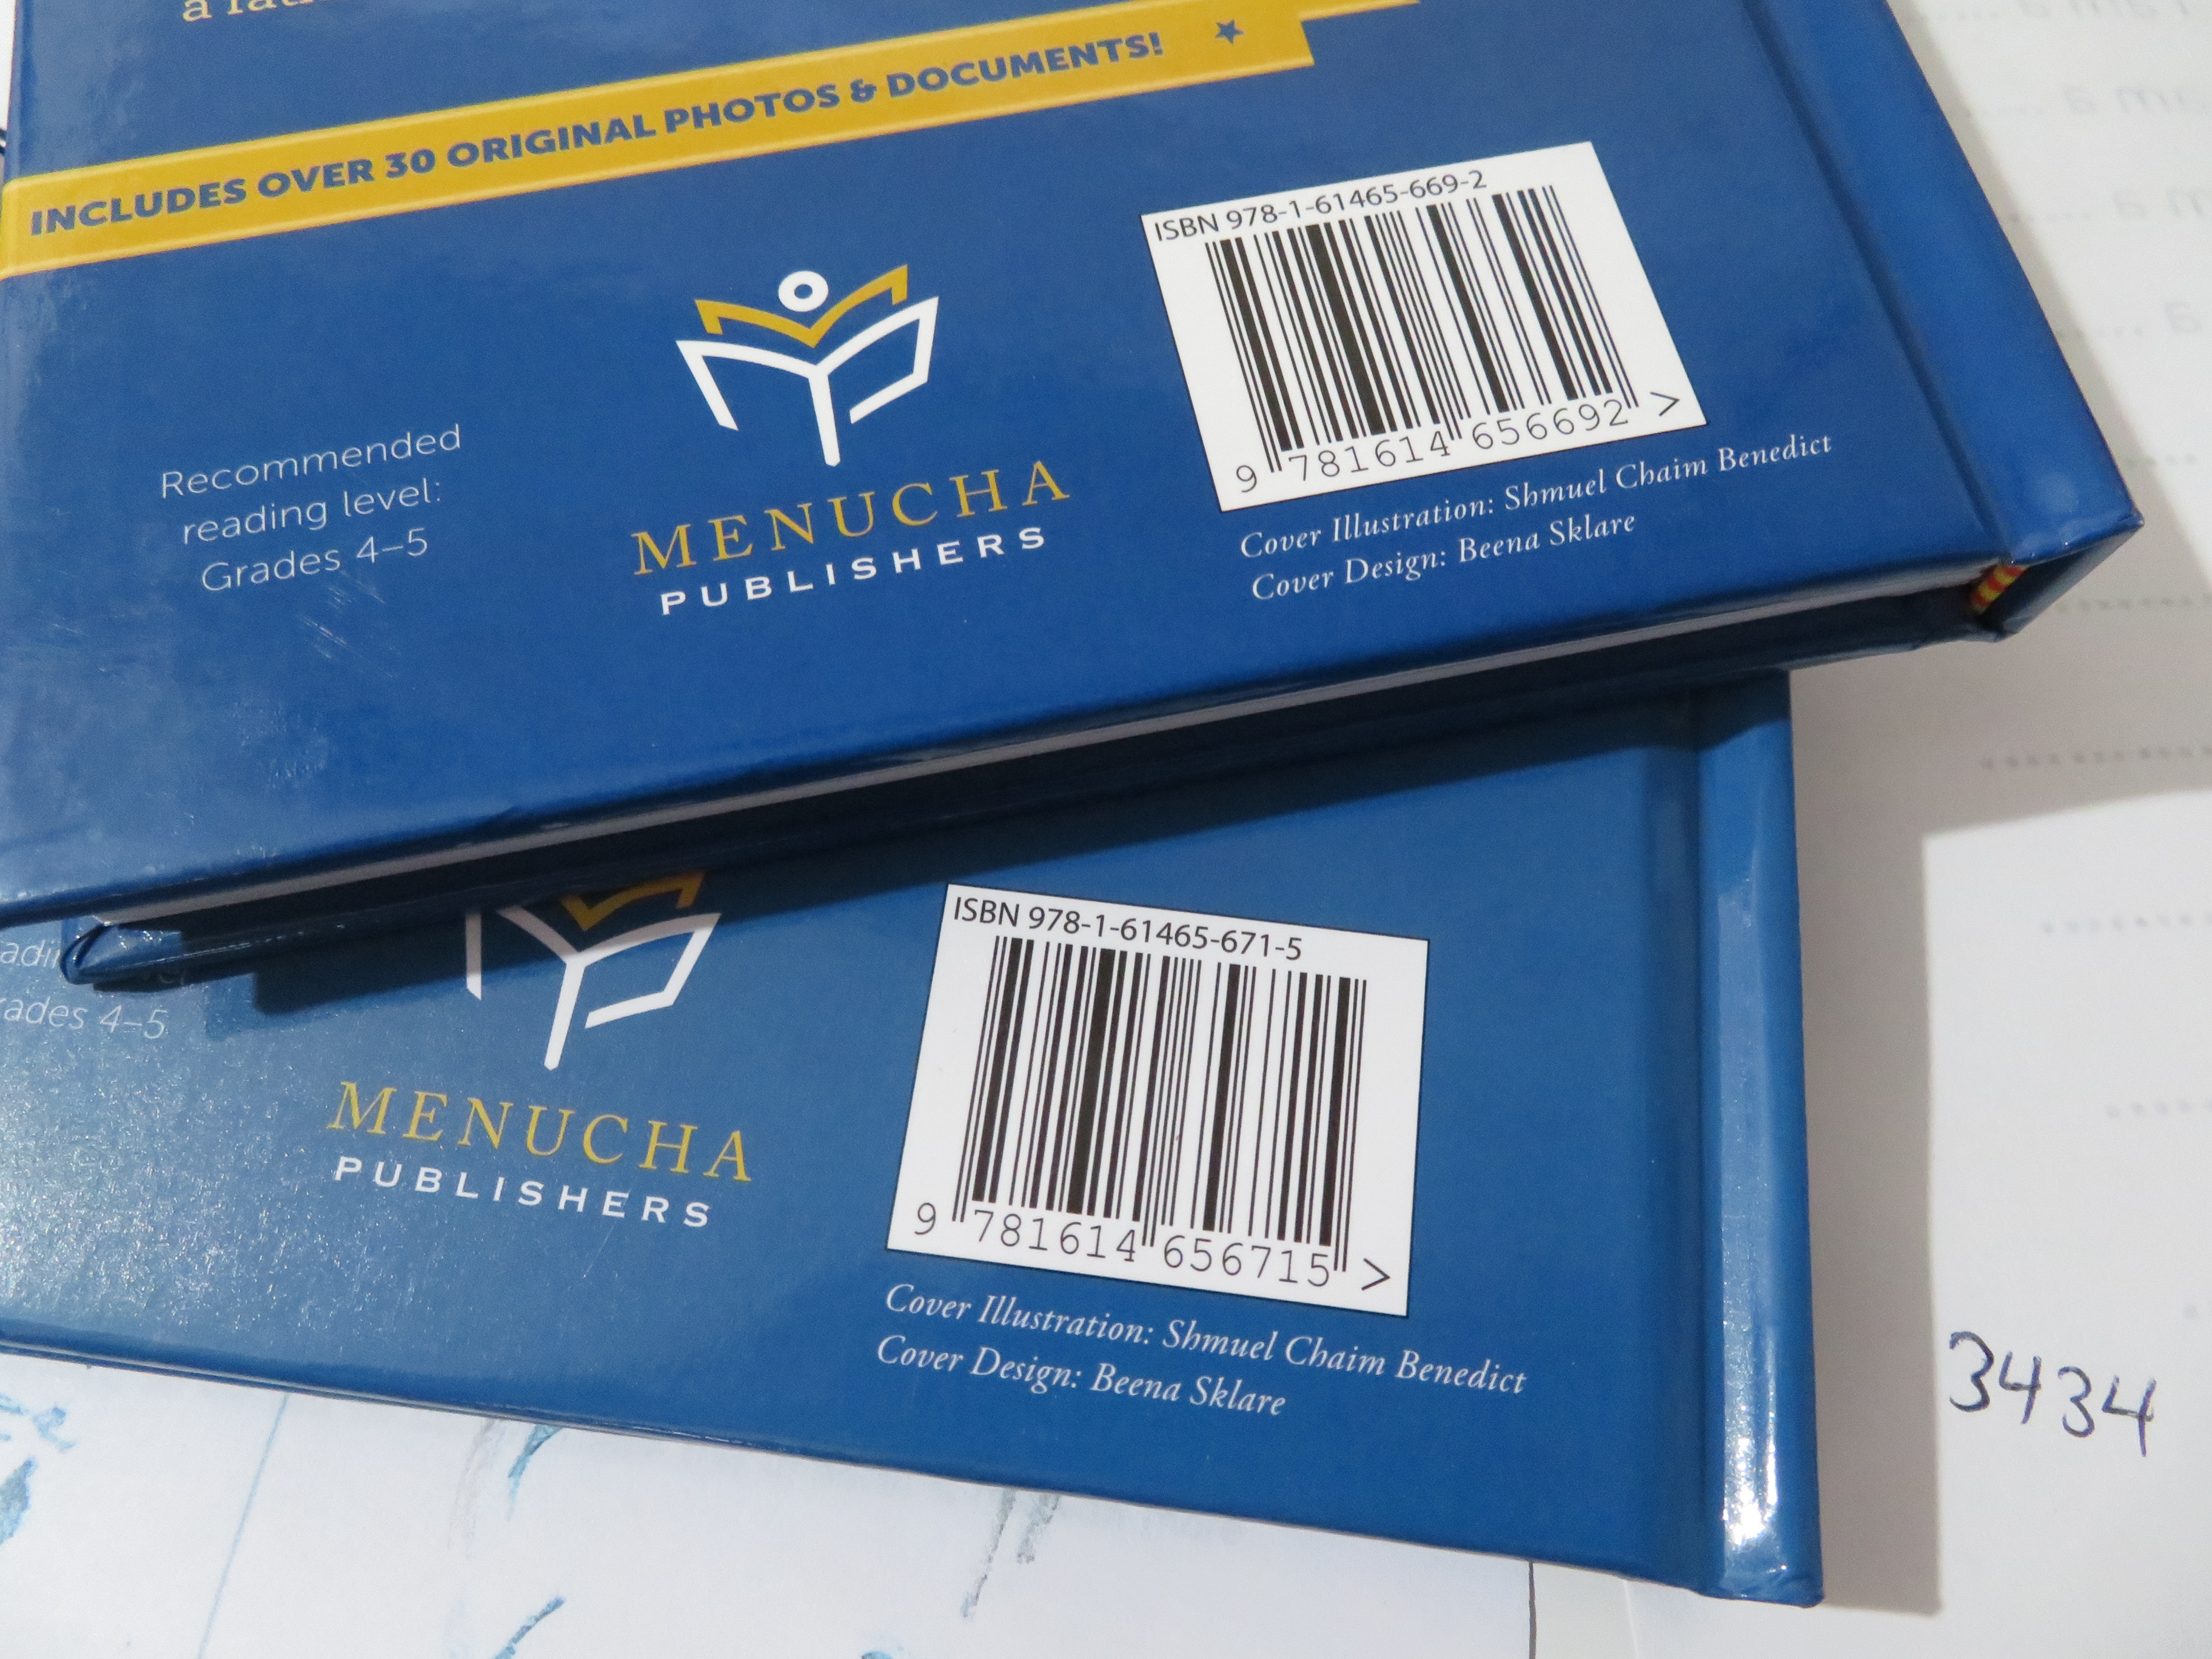 INCLUDES OVER 30 ORIGINAL PHOTOS & DOCUMENTS!
ISBN 978-1-61465-669-2
9 781614 656692 >
Recommended
reading level:
Grades 4–5
MENUCHA
PUBLISHERS
Cover Illustration: Shmuel Chaim Benedict
Cover Design: Beena Sklare
ISBN 978-1-61465-671-5
9 781614 656715 >
4–5
MENUCHA
PUBLISHERS
Cover Illustration: Shmuel Chaim Benedict
Cover Design: Beena Sklare
3434